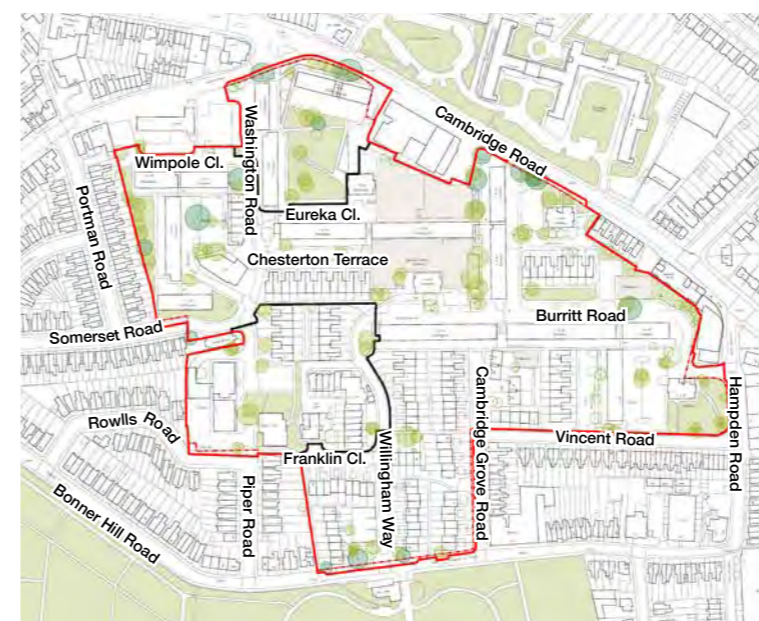 Cambridge Road
Washington Road
Wimpole Cl.
Portman Road
Eureka Cl.
Chesterton Terrace
Burritt Road
Somerset Road
Cambridge Grove Road
Hampden Road
Rowlls Road
Vincent Road
Willingham Way
Franklin Cl.
Piper Road
Bonner Hill Road